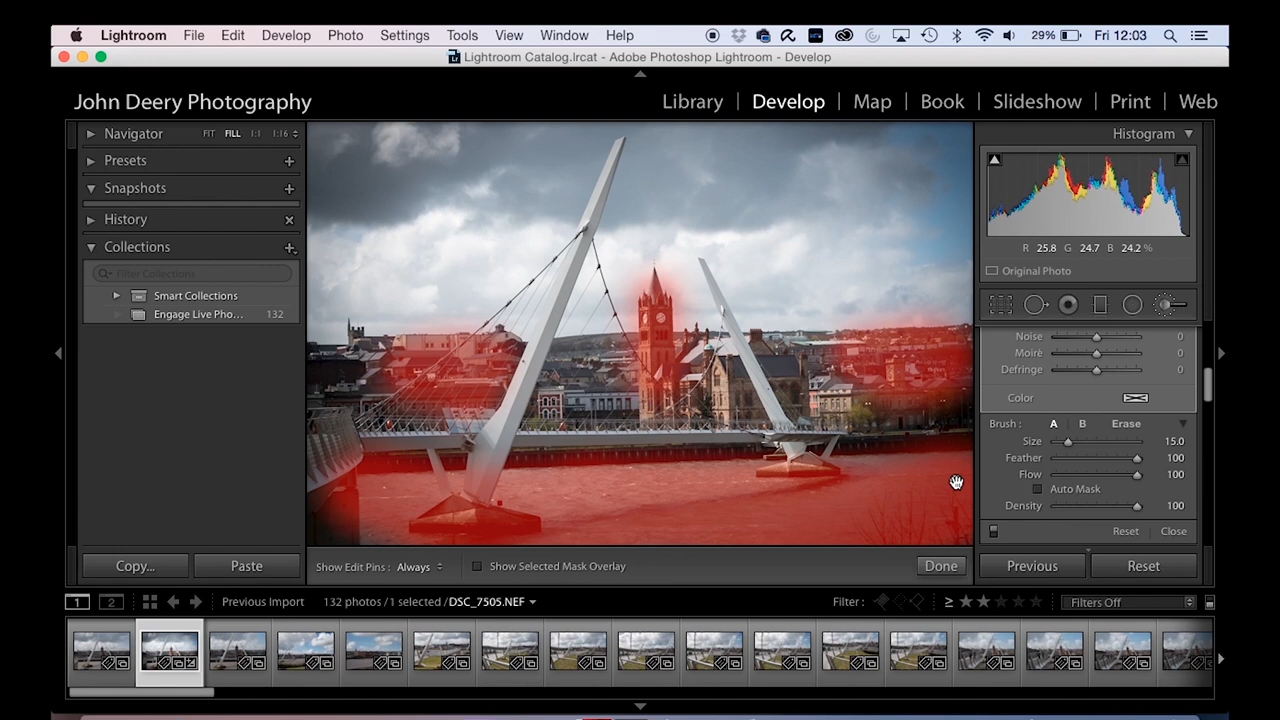 Lightroom File Edit Develop Photo Settings Tools View Window Help 29% Fri 12:03
Lightroom Catalog.lrcat - Adobe Photoshop Lightroom - Develop
John Deery Photography Library | Develop | Map | Book | Slideshow | Print | Web
Navigator FIT FILL 1:1 1:16 Histogram
Presets
Snapshots
History
R 25.8 G 24.7 B 24.2 %
Collections
Original Photo
Filter Collections
Smart Collections
Engage Live Pho... 132
Noise 0
Moiré 0
Defringe 0
Color
Brush : A | B Erase
Size 15.0
Feather 100
Flow 100
Auto Mask
Density 100
Reset Close
Copy... Paste Show Edit Pins : Always Show Selected Mask Overlay Done Previous Reset
1 2 Previous Import 132 photos / 1 selected / DSC_7505.NEF Filter : ≥ Filters Off